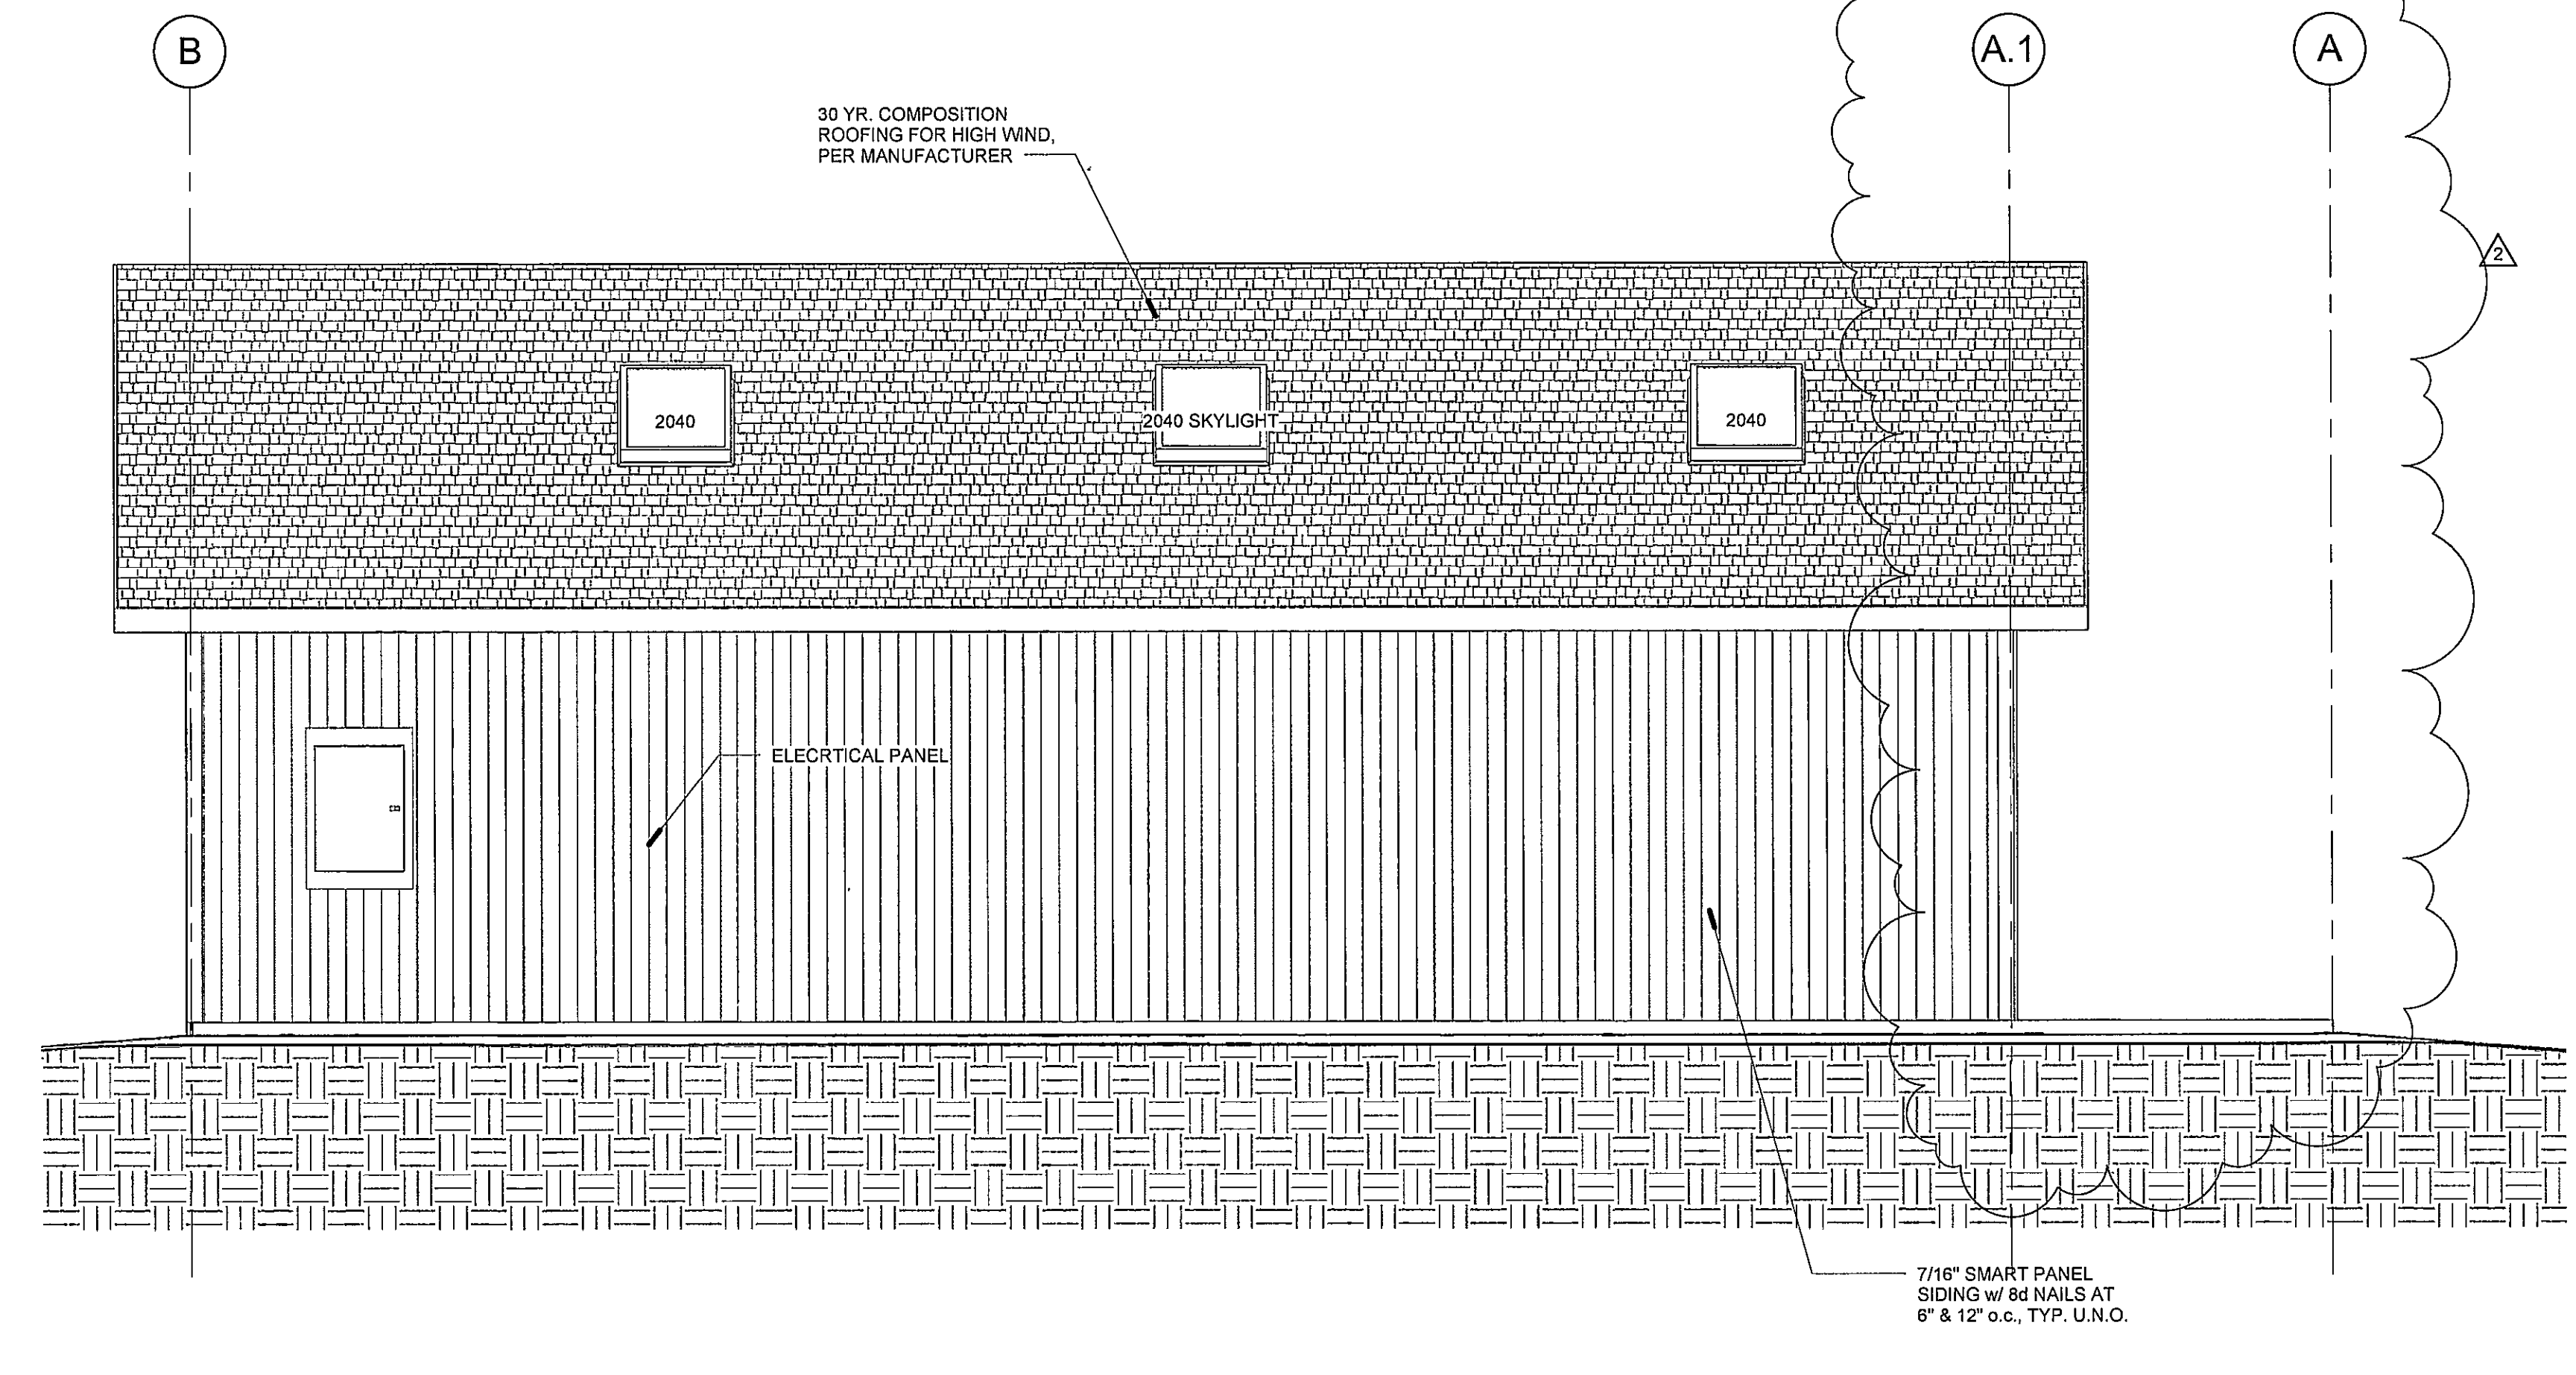 B
A.1
A
30 YR. COMPOSITION
ROOFING FOR HIGH WIND,
PER MANUFACTURER
2
2040
2040 SKYLIGHT
2040
ELECRTICAL PANEL
7/16" SMART PANEL
SIDING w/ 8d NAILS AT
6" & 12" o.c., TYP. U.N.O.